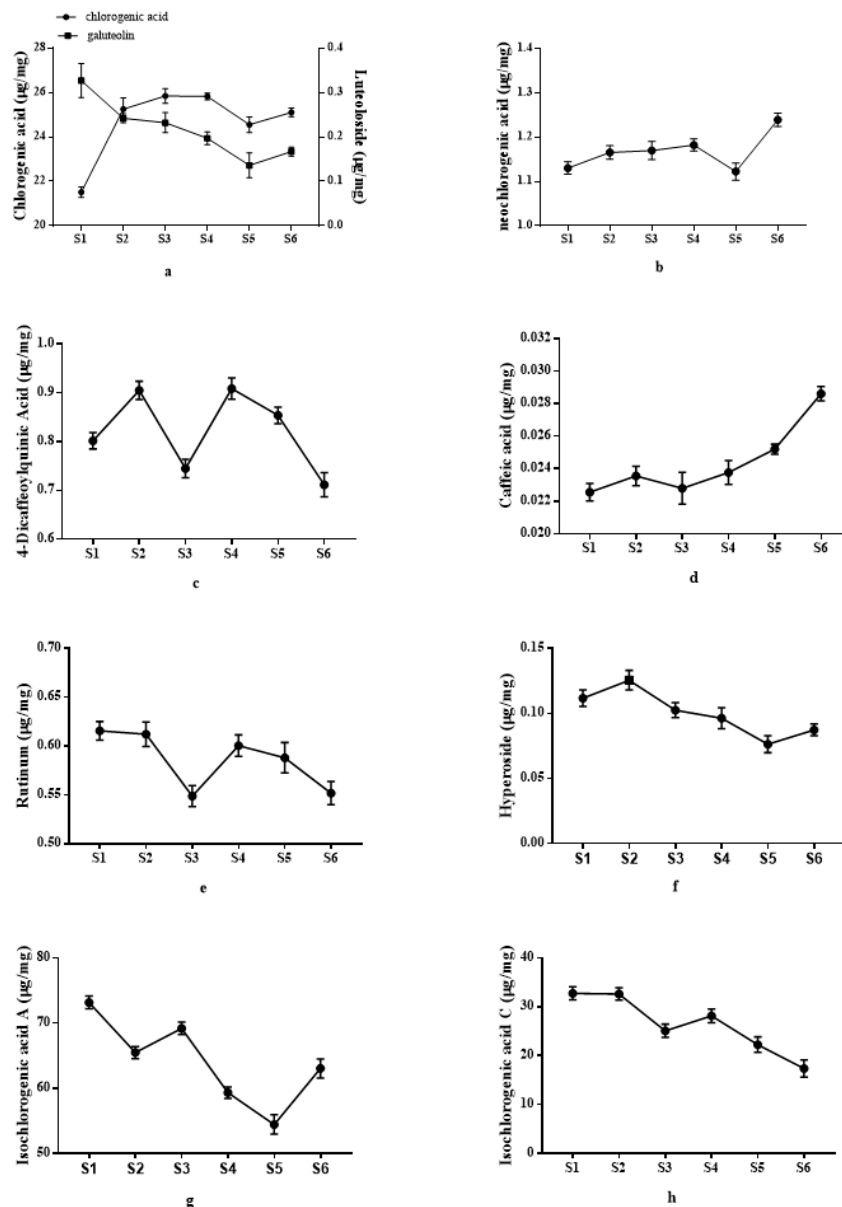 chlorogenic acid
galuteolin
Chlorogenic acid (µg/mg)
28
26
24
22
20
0.4
0.3
0.2
0.1
0.0
Luteoloside (µg/mg)
S1 S2 S3 S4 S5 S6
a
neochlorogenic acid (µg/mg)
1.4
1.3
1.2
1.1
1.0
S1 S2 S3 S4 S5 S6
b
4-Dicaffeoylquinic Acid (µg/mg)
1.0
0.9
0.8
0.7
0.6
S1 S2 S3 S4 S5 S6
c
Caffeic acid (µg/mg)
0.032
0.028
0.026
0.024
0.022
0.020
S1 S2 S3 S4 S5 S6
d
Rutinum (µg/mg)
0.70
0.65
0.60
0.55
0.50
S1 S2 S3 S4 S5 S6
e
Hyperoside (µg/mg)
0.15
0.10
0.05
0.00
S1 S2 S3 S4 S5 S6
f
Isochlorogenic acid A (µg/mg)
80
70
60
50
S1 S2 S3 S4 S5 S6
g
Isochlorogenic acid C (µg/mg)
40
30
20
10
0
S1 S2 S3 S4 S5 S6
h